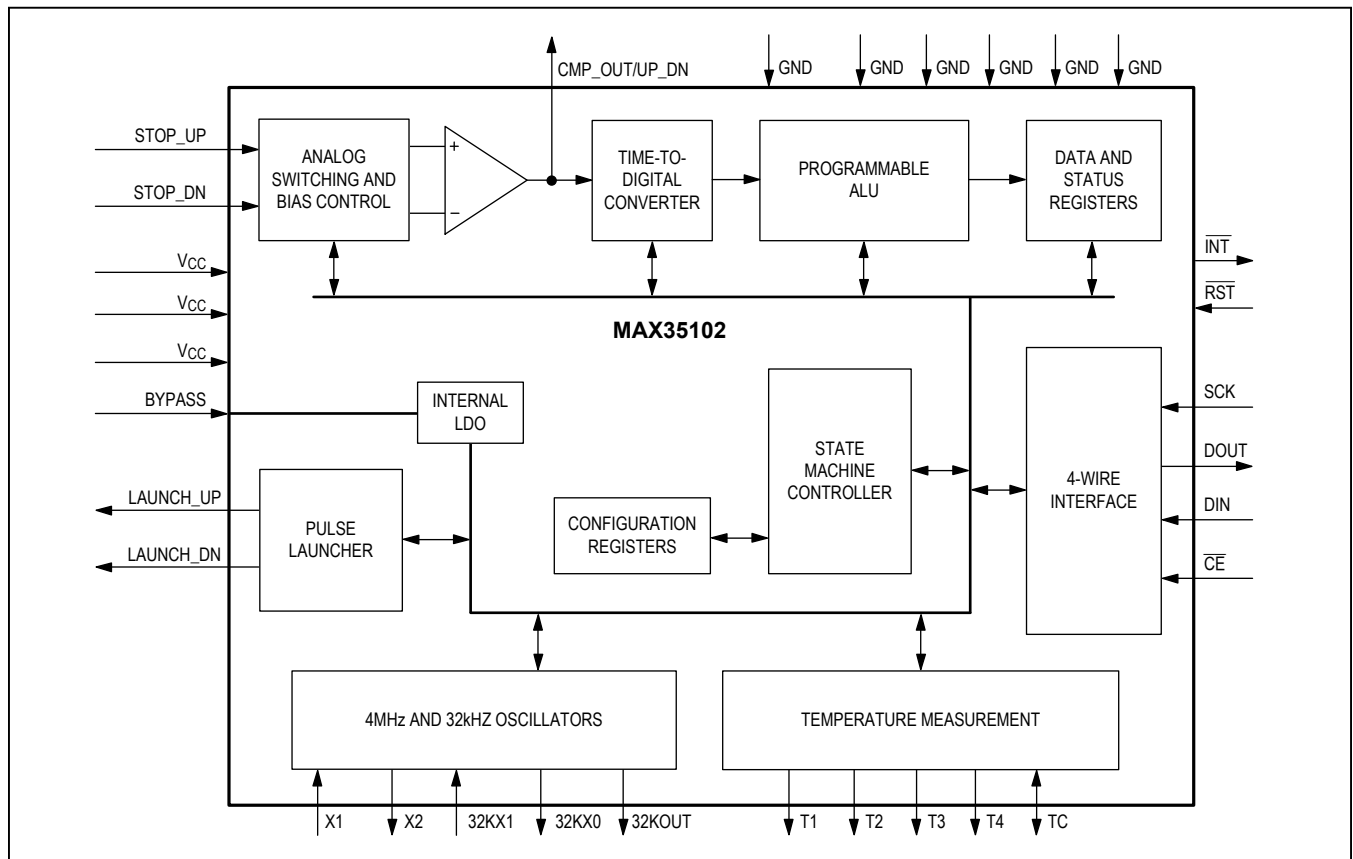 CMP_OUT/UP_DN
GND
GND
GND
GND
GND
GND
STOP_UP
STOP_DN
ANALOG
SWITCHING AND
BIAS CONTROL
+
−
TIME-TO-
DIGITAL
CONVERTER
PROGRAMMABLE
ALU
DATA AND
STATUS
REGISTERS
VCC
VCC
VCC
BYPASS
INT
RST
MAX35102
INTERNAL
LDO
STATE
MACHINE
CONTROLLER
CONFIGURATION
REGISTERS
4-WIRE
INTERFACE
SCK
DOUT
DIN
CE
LAUNCH_UP
LAUNCH_DN
PULSE
LAUNCHER
4MHz AND 32kHZ OSCILLATORS
TEMPERATURE MEASUREMENT
X1
X2
32KX1
32KX0
32KOUT
T1
T2
T3
T4
TC